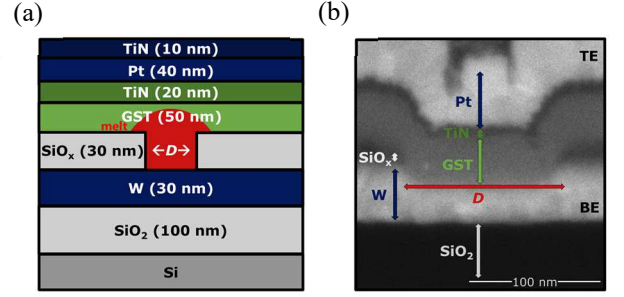 (a)
TiN (10 nm)
Pt (40 nm)
TiN (20 nm)
GST (50 nm)
melt
SiOₓ (30 nm)
←D→
W (30 nm)
SiO₂ (100 nm)
Si
(b)
TE
Pt
TiN
SiOₓ
GST
W
D
BE
SiO₂
100 nm